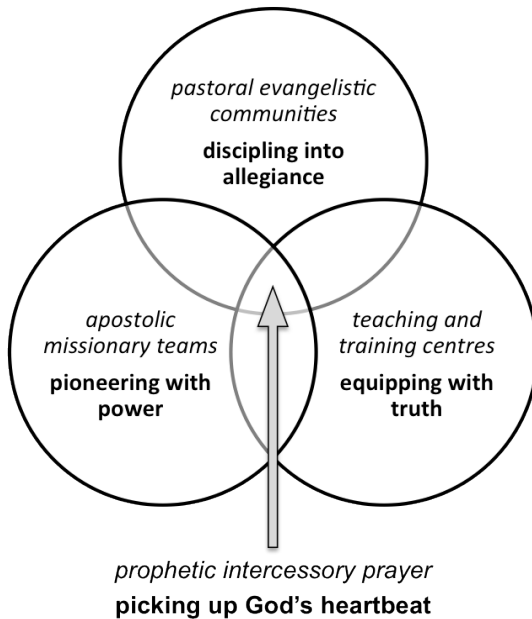 pastoral evangelistic
communities
discipling into
allegiance
apostolic
missionary teams
pioneering with
power
teaching and
training centres
equipping with
truth
prophetic intercessory prayer
picking up God’s heartbeat